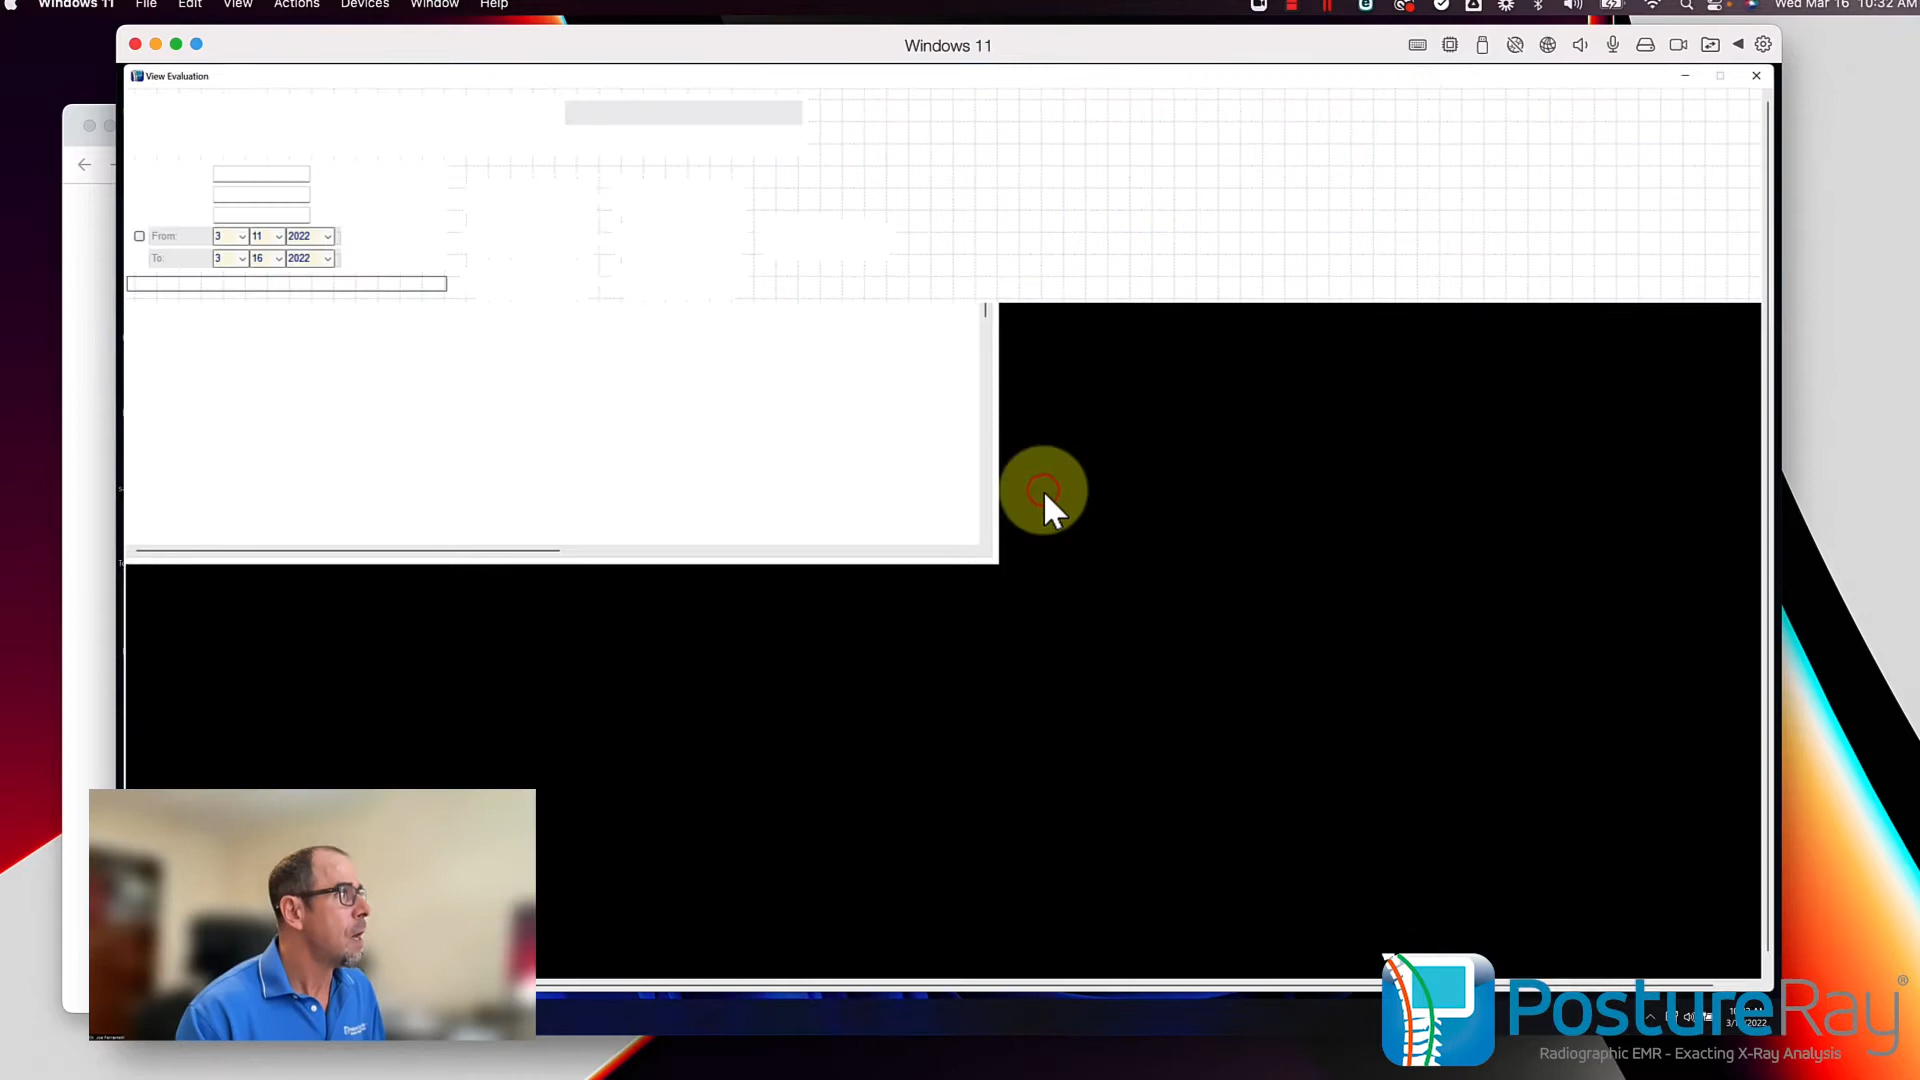 Windows 11 File Edit View Actions Devices Window Help Wed Mar 16 10:32 AM
Windows 11
View Evaluation
From: 3 11 2022
To: 3 16 2022
PostureRay®
Radiographic EMR - Exacting X-Ray Analysis